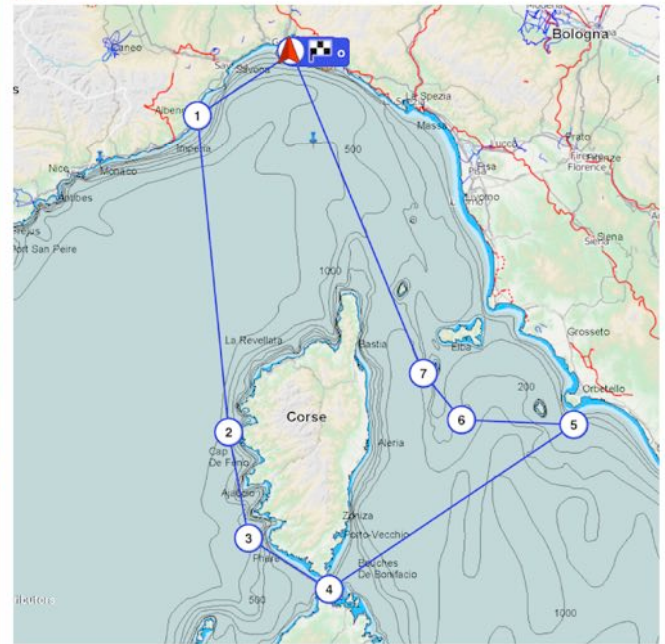 Bologna
Cuneo
Savona
La Spezia
Albenga
1
Massa
Imperia
500
Lucca
Prato
Nice
Monaco
Pisa
Florence
Antibes
Livorno
Siena
Siena
Port San Peire
1000
La Revellata
Bastia
Elba
Grosseto
7
200
Orbetello
Corse
6
5
2
Aleria
Cap
De Feno
Ajaccio
Zonza
3
Porto-Vecchio
4
Bouches
De Bonifacio
500
1000